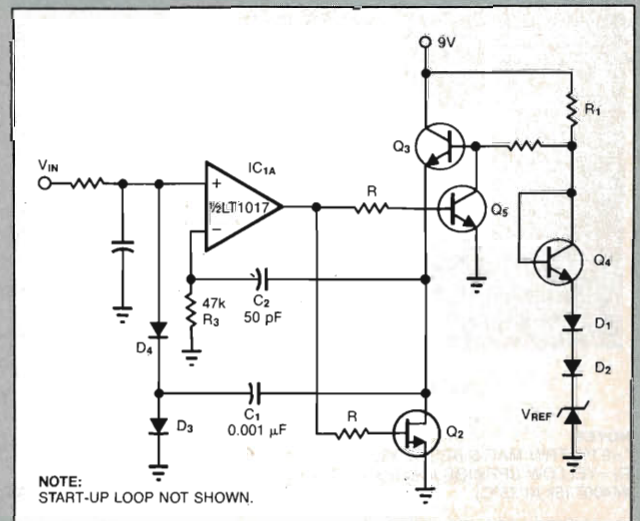 9V
R1
Q3
VIN
IC1A
+
½LT1017
−
R
Q5
Q4
47k
R3
C2
50 pF
D1
D4
D2
C1
0.001 µF
R
Q2
VREF
D3
NOTE:
START-UP LOOP NOT SHOWN.